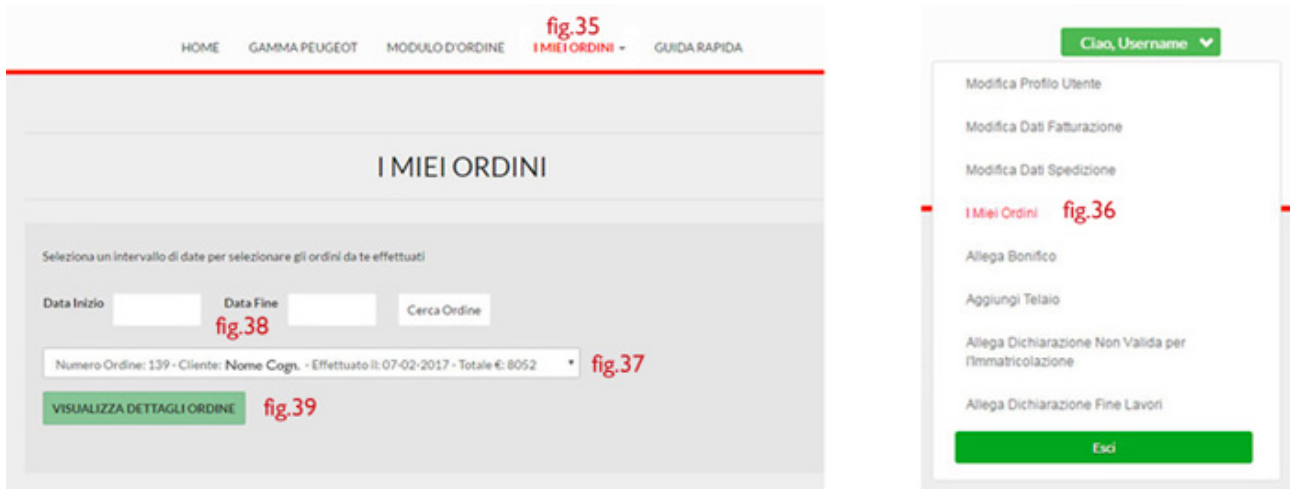 fig.35
HOME GAMMA PEUGEOT MODULO D'ORDINE I MIEI ORDINI GUIDA RAPIDA
I MIEI ORDINI
Seleziona un intervallo di date per selezionare gli ordini da te effettuati
Data Inizio Data Fine Cerca Ordine
fig.38
Numero Ordine: 139 - Cliente: Nome Cogn. - Effettuato il: 07-02-2017 - Totale €: 8052 fig.37
VISUALIZZA DETTAGLI ORDINE fig.39
Ciao, Username
Modifica Profilo Utente
Modifica Dati Fatturazione
Modifica Dati Spedizione
I Miei Ordini fig.36
Allega Bonifico
Aggiungi Telaio
Allega Dichiarazione Non Valida per
l'Immatricolazione
Allega Dichiarazione Fine Lavori
Esci